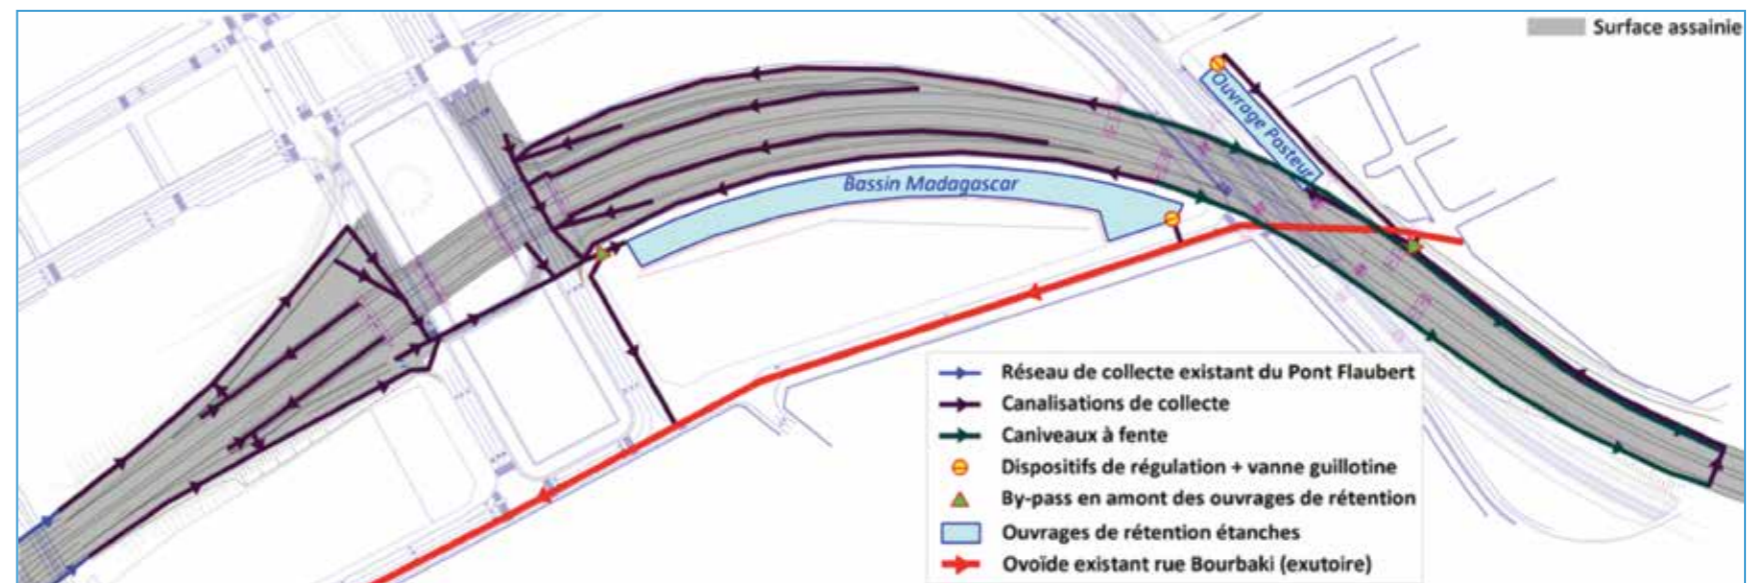 Surface assainie
Ouvrage Pasteur
Bassin Madagascar
Réseau de collecte existant du Pont Flaubert
Canalisations de collecte
Caniveaux à fente
Dispositifs de régulation + vanne guillotine
By-pass en amont des ouvrages de rétention
Ouvrages de rétention étanches
Ovoïde existant rue Bourbaki (exutoire)